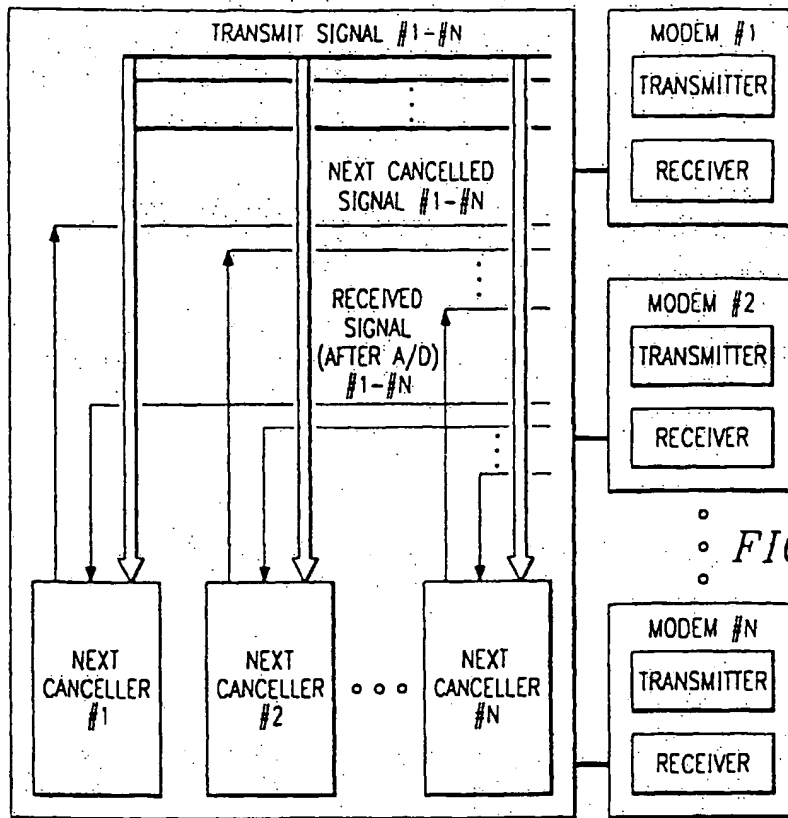 TRANSMIT SIGNAL #1-#N
NEXT CANCELLED
SIGNAL #1-#N
RECEIVED
SIGNAL
(AFTER A/D)
#1-#N
NEXT
CANCELLER
#1
NEXT
CANCELLER
#2
NEXT
CANCELLER
#N
MODEM #1
TRANSMITTER
RECEIVER
MODEM #2
TRANSMITTER
RECEIVER
MODEM #N
TRANSMITTER
RECEIVER